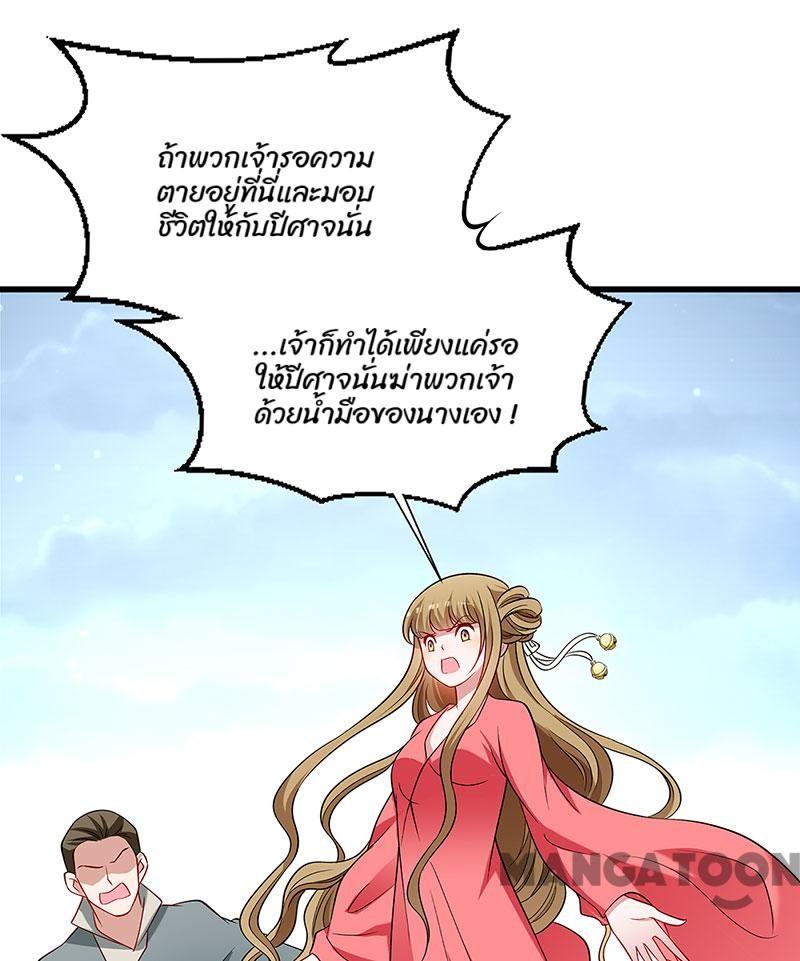 ถ้าพวกเจ้ารอความ
ตายอยู่ที่นี่และมอบ
ชีวิตให้กับปีศาจนั่น
...เจ้าก็ทำได้เพียงแค่รอ
ให้ปีศาจนั่นฆ่าพวกเจ้า
ด้วยน้ำมือของนางเอง !
MANGATOON